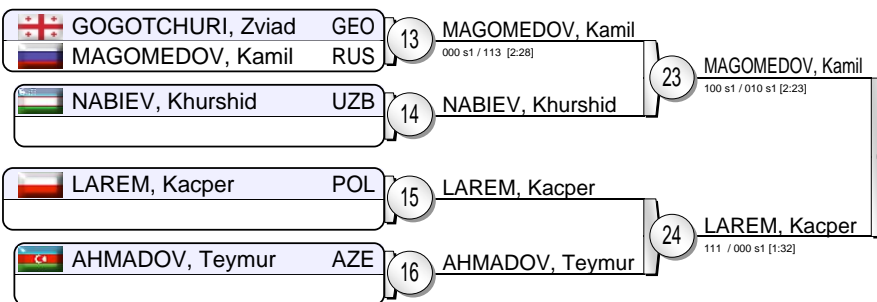 GOGOTCHURI, Zviad GEO
MAGOMEDOV, Kamil RUS
13
MAGOMEDOV, Kamil
000 s1 / 113 [2:28]
NABIEV, Khurshid UZB
14
NABIEV, Khurshid
23
MAGOMEDOV, Kamil
100 s1 / 010 s1 [2:23]
LAREM, Kacper POL
15
LAREM, Kacper
AHMADOV, Teymur AZE
16
AHMADOV, Teymur
24
LAREM, Kacper
111 / 000 s1 [1:32]